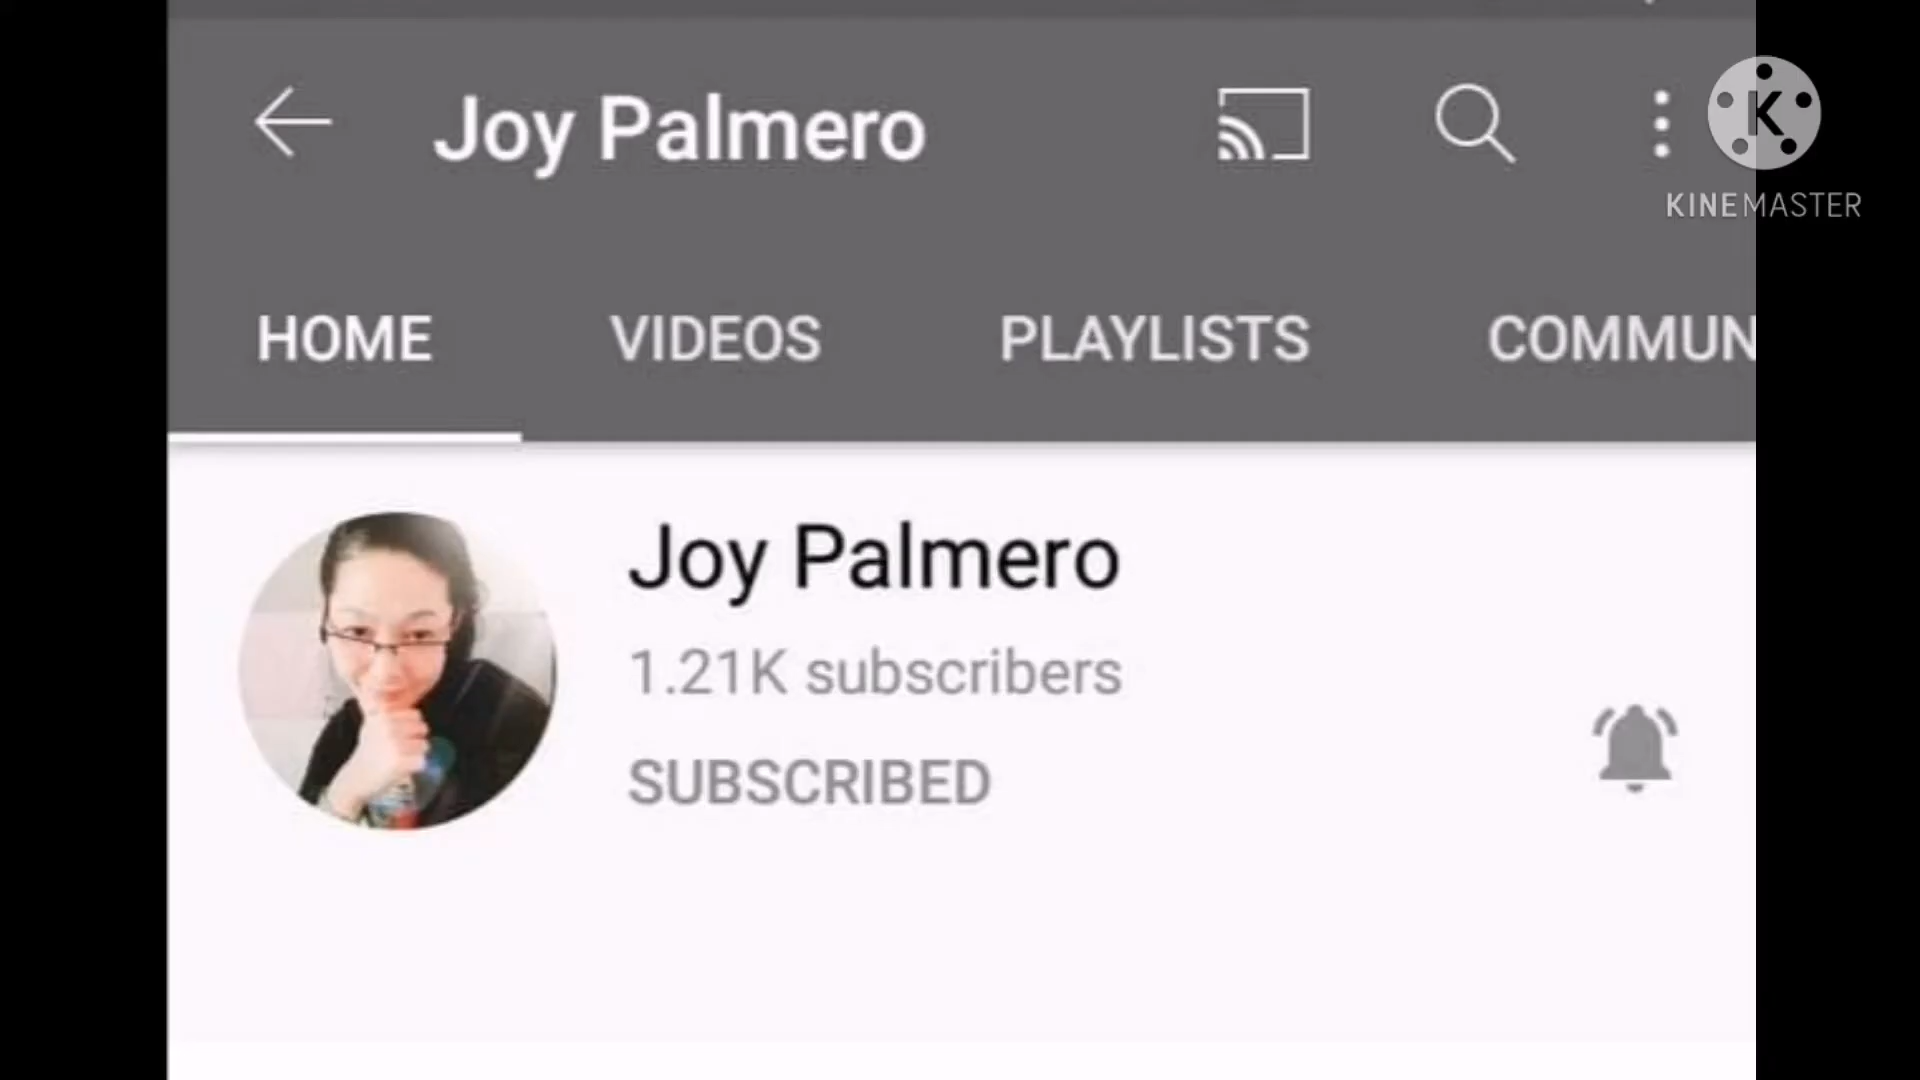 Joy Palmero
K
KINEMASTER
HOME VIDEOS PLAYLISTS COMMUN
Joy Palmero
1.21K subscribers
SUBSCRIBED